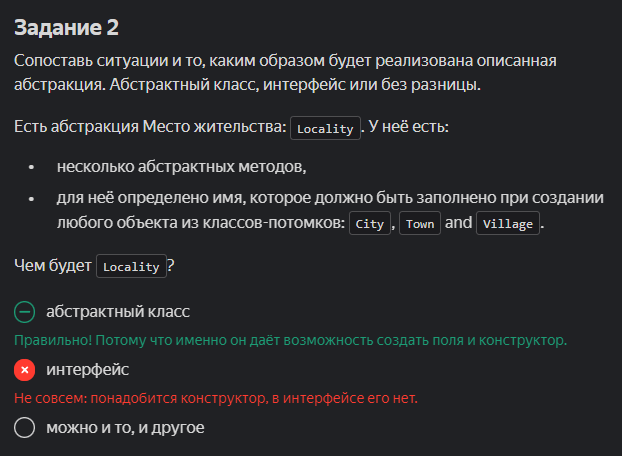 Задание 2
Сопоставь ситуации и то, каким образом будет реализована описанная
абстракция. Абстрактный класс, интерфейс или без разницы.
Есть абстракция Место жительства: Locality. У неё есть:
• несколько абстрактных методов,
• для неё определено имя, которое должно быть заполнено при создании
любого объекта из классов-потомков: City, Town and Village.
Чем будет Locality?
абстрактный класс
Правильно! Потому что именно он даёт возможность создать поля и конструктор.
интерфейс
Не совсем: понадобится конструктор, в интерфейсе его нет.
можно и то, и другое